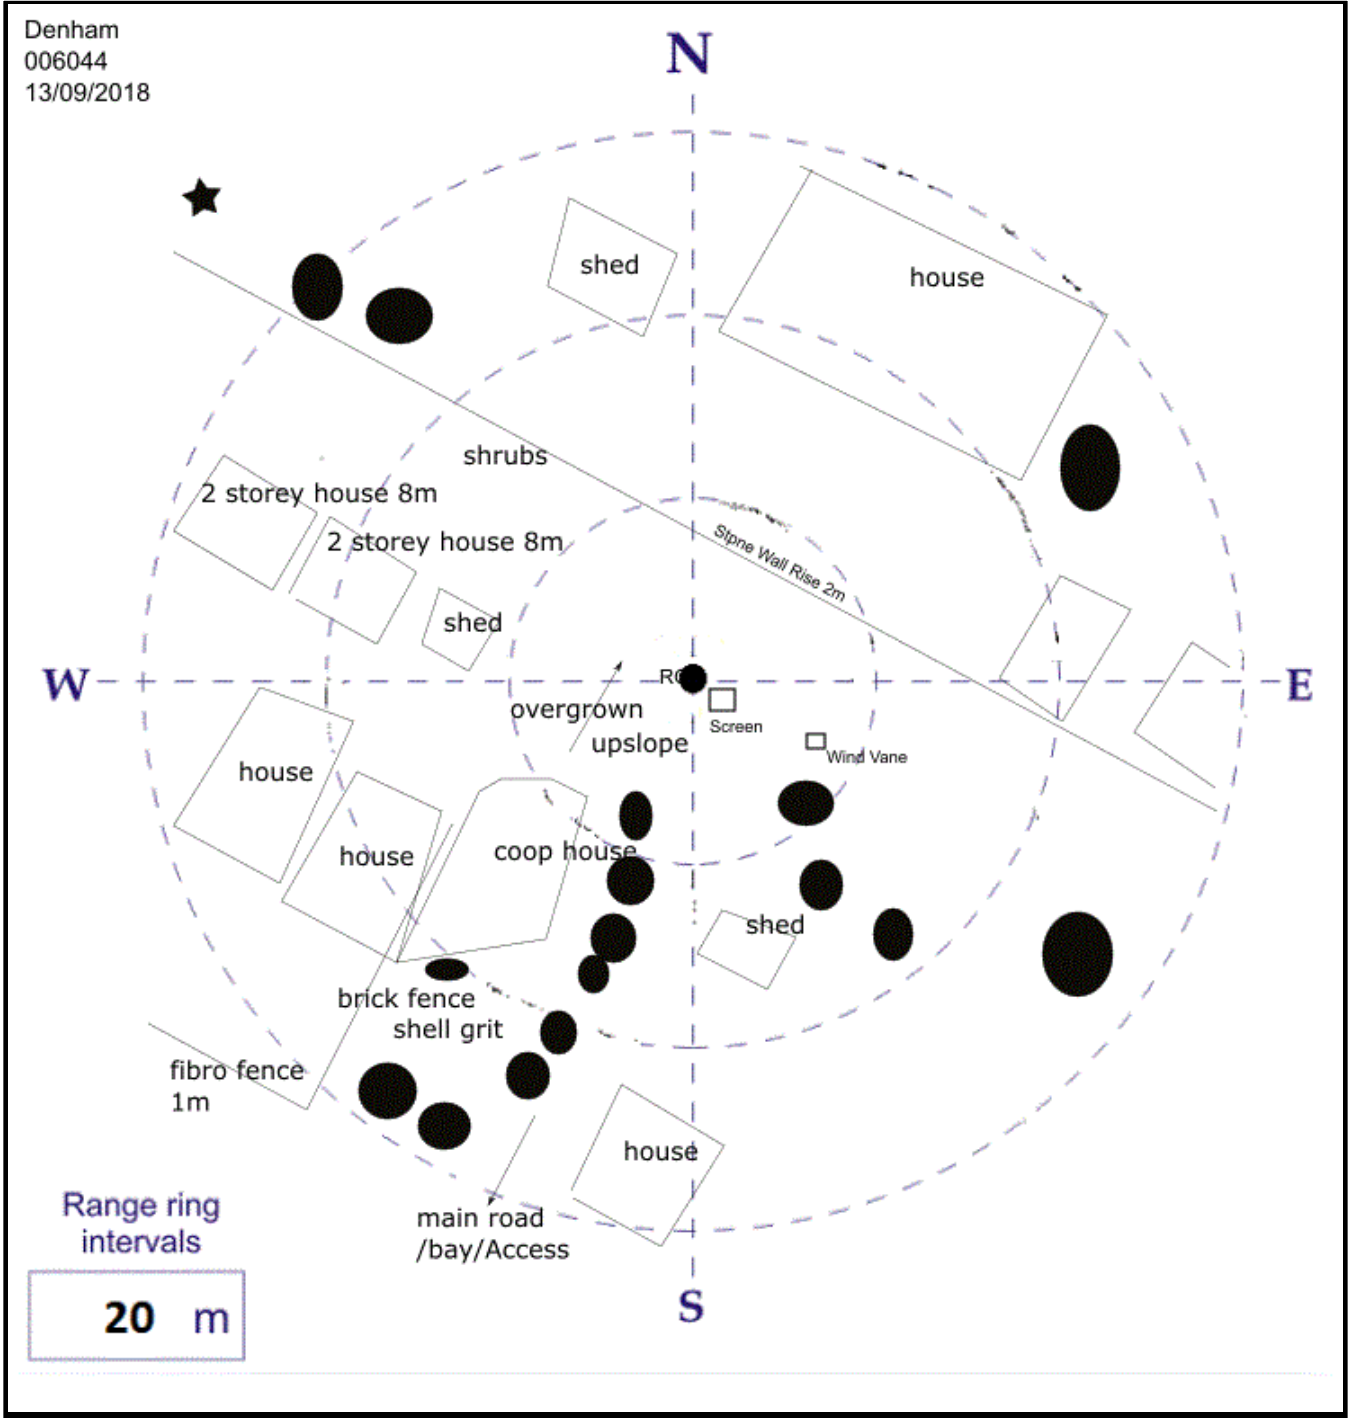 Denham
006044
13/09/2018
N
shed
house
shrubs
2 storey house 8m
2 storey house 8m
Stpne Wall Rise 2m
shed
W
E
overgrown
Screen
upslope
Wind Vane
house
house
coop house
shed
brick fence
shell grit
fibro fence
1m
house
Range ring
intervals
main road
/bay/Access
20 m
S